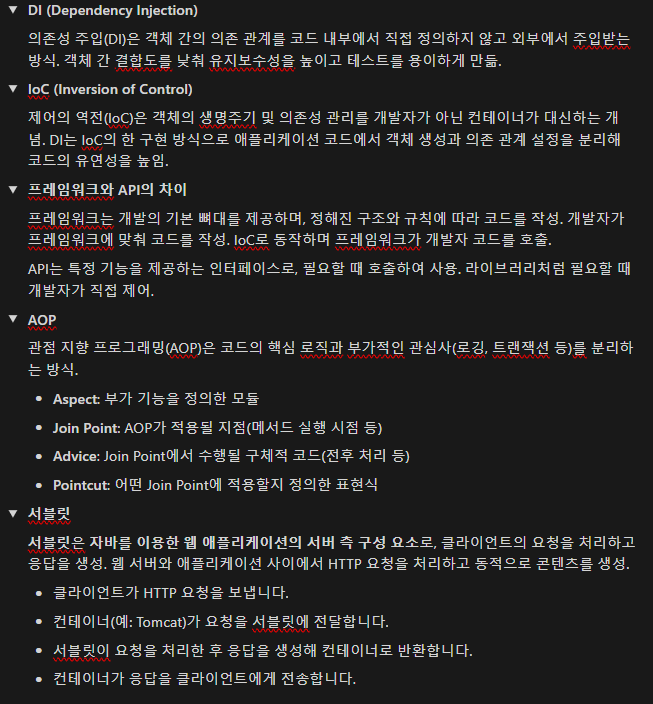 DI (Dependency Injection)
의존성 주입(DI)은 객체 간의 의존 관계를 코드 내부에서 직접 정의하지 않고 외부에서 주입받는
방식. 객체 간 결합도를 낮춰 유지보수성을 높이고 테스트를 용이하게 만듦.
IoC (Inversion of Control)
제어의 역전(IoC)은 객체의 생명주기 및 의존성 관리를 개발자가 아닌 컨테이너가 대신하는 개
념. DI는 IoC의 한 구현 방식으로 애플리케이션 코드에서 객체 생성과 의존 관계 설정을 분리해
코드의 유연성을 높임.
프레임워크와 API의 차이
프레임워크는 개발의 기본 뼈대를 제공하며, 정해진 구조와 규칙에 따라 코드를 작성. 개발자가
프레임워크에 맞춰 코드를 작성. IoC로 동작하며 프레임워크가 개발자 코드를 호출.
API는 특정 기능을 제공하는 인터페이스로, 필요할 때 호출하여 사용. 라이브러리처럼 필요할 때
개발자가 직접 제어.
AOP
관점 지향 프로그래밍(AOP)은 코드의 핵심 로직과 부가적인 관심사(로깅, 트랜잭션 등)를 분리하
는 방식.
• Aspect: 부가 기능을 정의한 모듈
• Join Point: AOP가 적용될 지점(메서드 실행 시점 등)
• Advice: Join Point에서 수행될 구체적 코드(전후 처리 등)
• Pointcut: 어떤 Join Point에 적용할지 정의한 표현식
서블릿
서블릿은 자바를 이용한 웹 애플리케이션의 서버 측 구성 요소로, 클라이언트의 요청을 처리하고
응답을 생성. 웹 서버와 애플리케이션 사이에서 HTTP 요청을 처리하고 동적으로 콘텐츠를 생성.
• 클라이언트가 HTTP 요청을 보냅니다.
• 컨테이너(예: Tomcat)가 요청을 서블릿에 전달합니다.
• 서블릿이 요청을 처리한 후 응답을 생성해 컨테이너로 반환합니다.
• 컨테이너가 응답을 클라이언트에게 전송합니다.